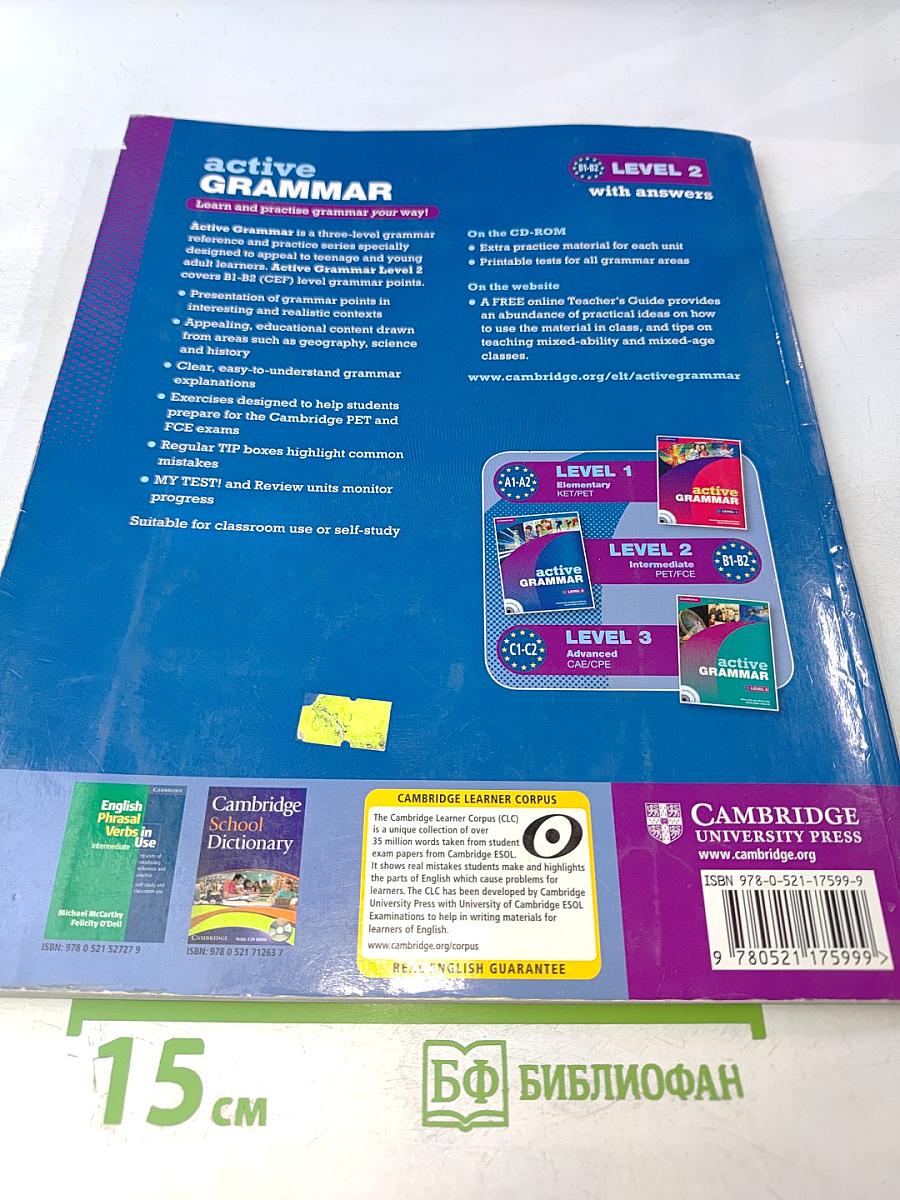 active
GRAMMAR
Learn and practise grammar your way!
Active Grammar is a three-level grammar
reference and practice series specially
designed to appeal to teenage and young
adult learners. Active Grammar Level 2
covers B1-B2 (CEF) level grammar points.
• Presentation of grammar points in
interesting and realistic contexts
• Appealing, educational content drawn
from areas such as geography, science
and history
• Clear, easy-to-understand grammar
explanations
• Exercises designed to help students
prepare for the Cambridge PET and
FCE exams
• Regular TIP boxes highlight common
mistakes
• MY TEST! and Review units monitor
progress
Suitable for classroom use or self-study
B1-B2 LEVEL 2
with answers
On the CD-ROM
• Extra practice material for each unit
• Printable tests for all grammar areas
On the website
• A FREE online Teacher's Guide provides
an abundance of practical ideas on how
to use the material in class, and tips on
teaching mixed-ability and mixed-age
classes.
www.cambridge.org/elt/activegrammar
A1-A2
LEVEL 1
Elementary
KET/PET
active
GRAMMAR
LEVEL 1
active
GRAMMAR
LEVEL 2
LEVEL 2
Intermediate
PET/FCE
B1-B2
C1-C2
LEVEL 3
Advanced
CAE/CPE
active
GRAMMAR
LEVEL 3
CAMBRIDGE
English
Phrasal
Verbs in
Use
Intermediate
Michael McCarthy
Felicity O'Dell
ISBN: 978 0 521 52727 9
Cambridge
School
Dictionary
CAMBRIDGE With CD-ROM
ISBN: 978 0 521 71263 7
CAMBRIDGE LEARNER CORPUS
The Cambridge Learner Corpus (CLC)
is a unique collection of over
35 million words taken from student
exam papers from Cambridge ESOL.
It shows real mistakes students make and highlights
the parts of English which cause problems for
learners. The CLC has been developed by Cambridge
University Press with University of Cambridge ESOL
Examinations to help in writing materials for
learners of English.
www.cambridge.org/corpus
REAL ENGLISH GUARANTEE
CAMBRIDGE
UNIVERSITY PRESS
www.cambridge.org
ISBN 978-0-521-17599-9
9 780521 175999 >
15 см
БФ БИБЛИОФАН